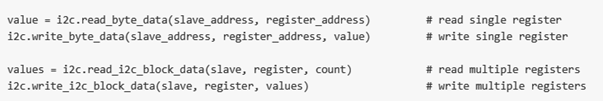 value = i2c.read_byte_data(slave_address, register_address) # read single register
i2c.write_byte_data(slave_address, register_address, value) # write single register
values = i2c.read_i2c_block_data(slave, register, count) # read multiple registers
i2c.write_i2c_block_data(slave, register, values) # write multiple registers